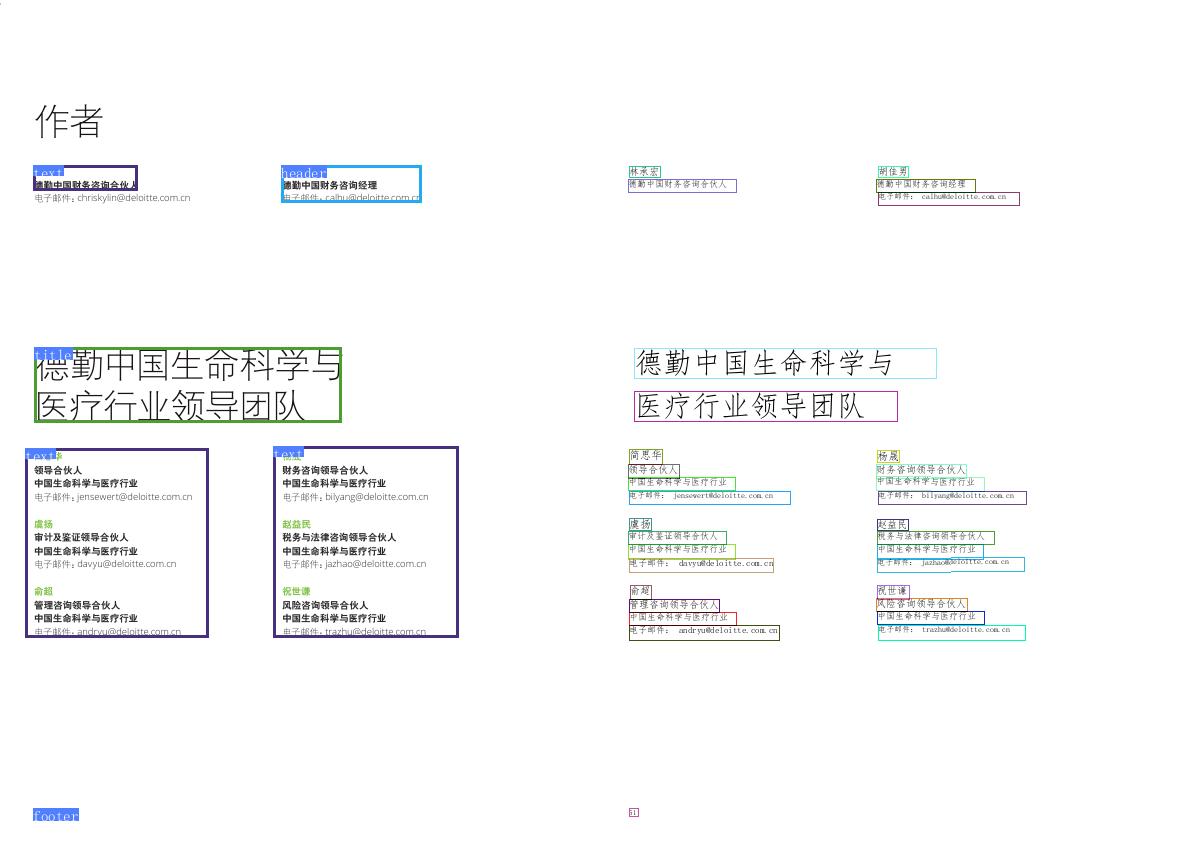 作者
text
德勤中国财务咨询合伙人
电子邮件：chriskylin@deloitte.com.cn
header
德勤中国财务咨询经理
电子邮件：calhu@deloitte.com.cn
title
德勤中国生命科学与
医疗行业领导团队
text
领导合伙人
中国生命科学与医疗行业
电子邮件：jensewert@deloitte.com.cn
虞扬
审计及鉴证领导合伙人
中国生命科学与医疗行业
电子邮件：davyu@deloitte.com.cn
俞超
管理咨询领导合伙人
中国生命科学与医疗行业
电子邮件：andryu@deloitte.com.cn
text
财务咨询领导合伙人
中国生命科学与医疗行业
电子邮件：bilyang@deloitte.com.cn
赵益民
税务与法律咨询领导合伙人
中国生命科学与医疗行业
电子邮件：jazhao@deloitte.com.cn
祝世谦
风险咨询领导合伙人
中国生命科学与医疗行业
电子邮件：trazhu@deloitte.com.cn
footer
林承宏
德勤中国财务咨询合伙人
胡佳男
德勤中国财务咨询经理
电子邮件： calhu@deloitte.com.cn
德勤中国生命科学与
医疗行业领导团队
简思华
领导合伙人
中国生命科学与医疗行业
电子邮件： jensewert@deloitte.com.cn
虞扬
审计及鉴证领导合伙人
中国生命科学与医疗行业
电子邮件： davyu@deloitte.com.cn
俞超
管理咨询领导合伙人
中国生命科学与医疗行业
电子邮件： andryu@deloitte.com.cn
杨晟
财务咨询领导合伙人
中国生命科学与医疗行业
电子邮件： bilyang@deloitte.com.cn
赵益民
税务与法律咨询领导合伙人
中国生命科学与医疗行业
电子邮件： jazhao@deloitte.com.cn
祝世谦
风险咨询领导合伙人
中国生命科学与医疗行业
电子邮件： trazhu@deloitte.com.cn